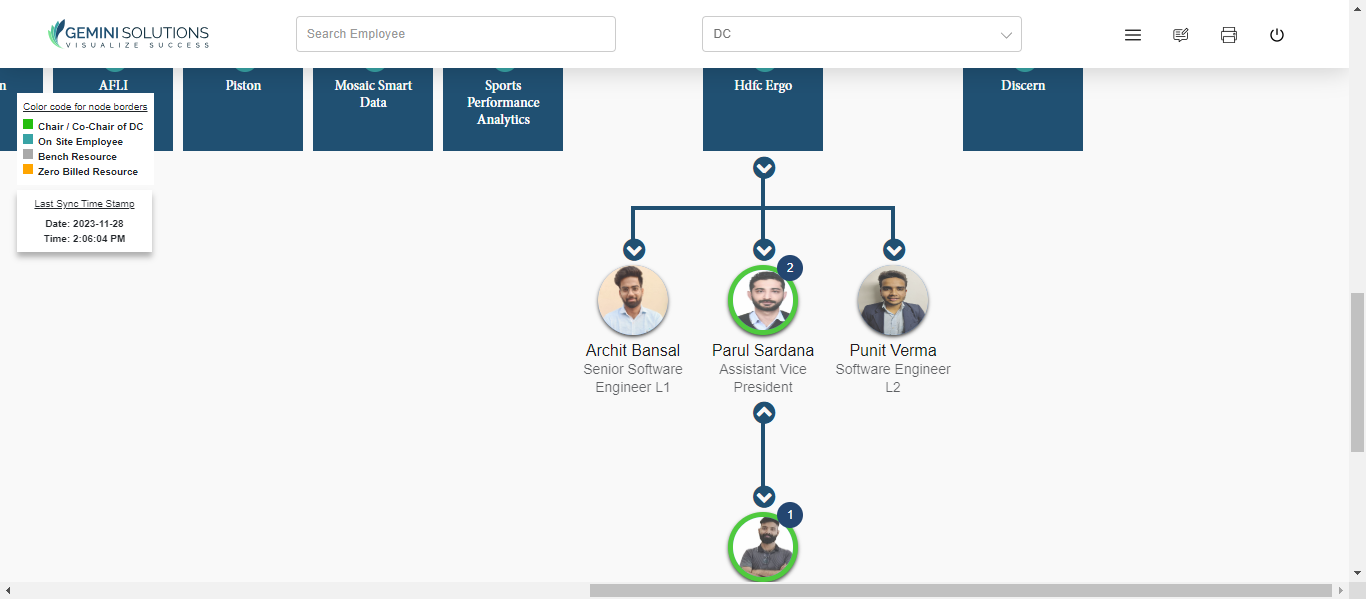 GEMINI SOLUTIONS
VISUALIZE SUCCESS
Search Employee
DC
n
AFLI
Piston
Mosaic Smart
Data
Sports
Performance
Analytics
Hdfc Ergo
Discern
Color code for node borders
Chair / Co-Chair of DC
On Site Employee
Bench Resource
Zero Billed Resource
Last Sync Time Stamp
Date: 2023-11-28
Time: 2:06:04 PM
2
Archit Bansal
Senior Software
Engineer L1
Parul Sardana
Assistant Vice
President
Punit Verma
Software Engineer
L2
1